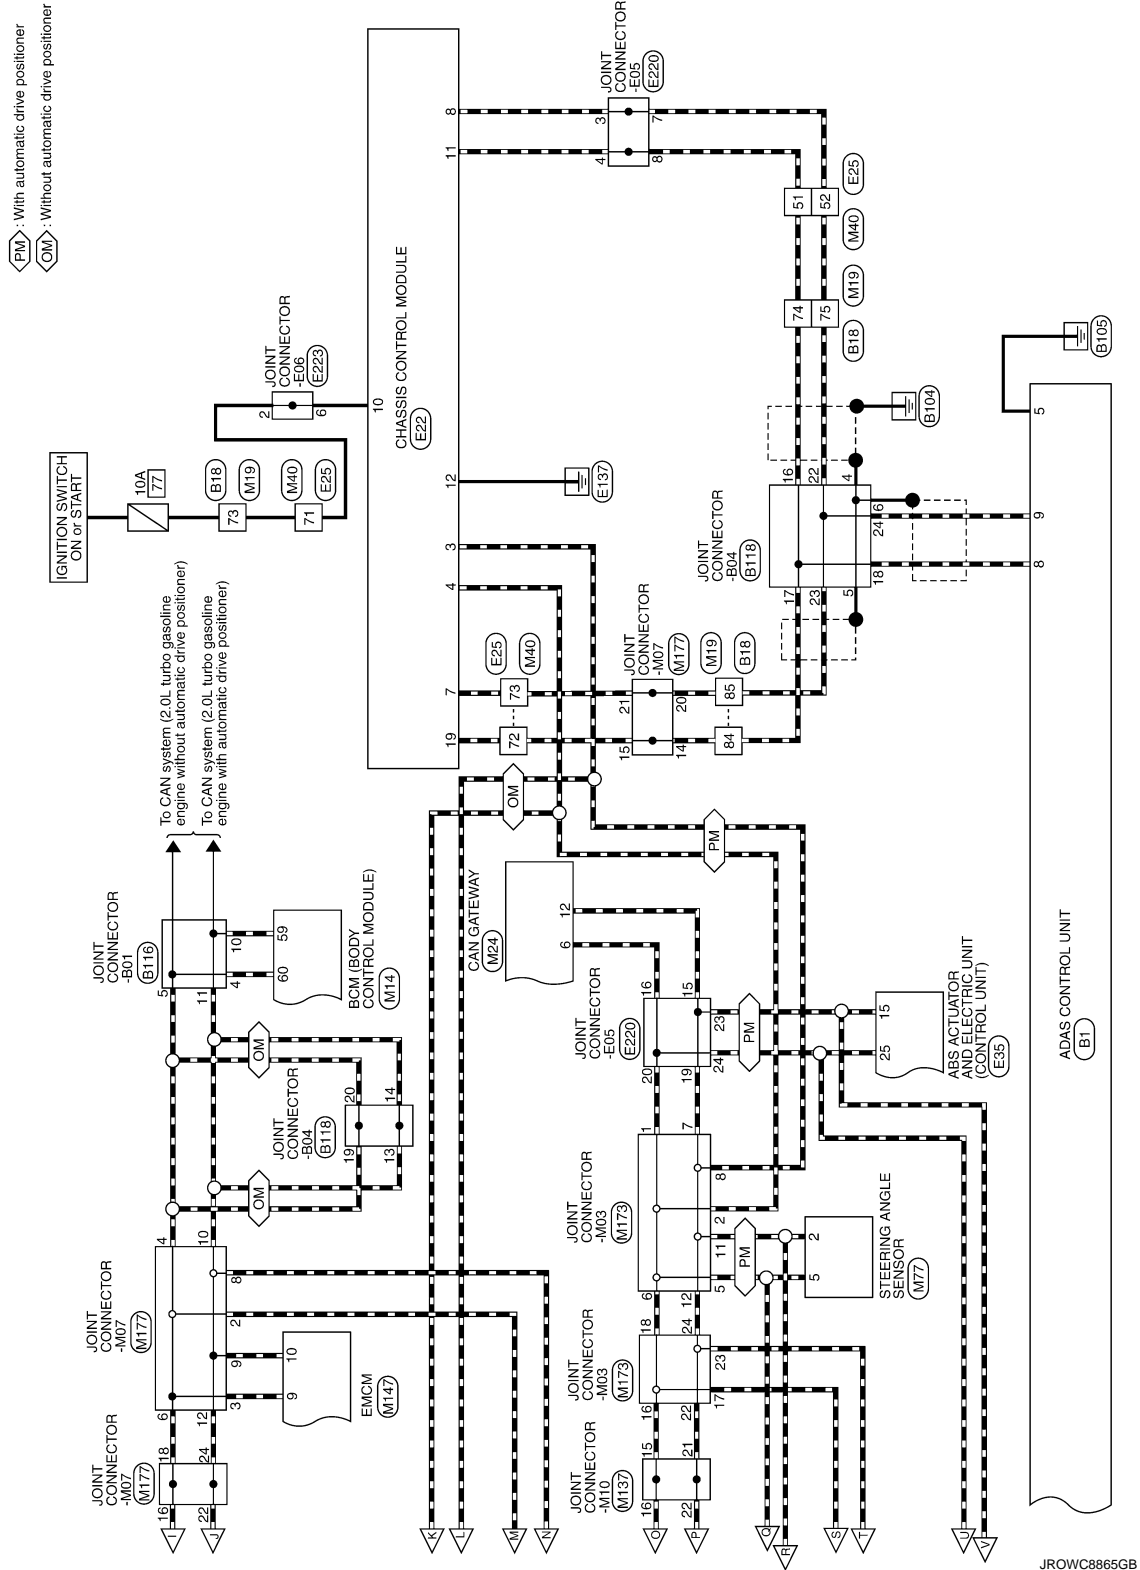 PM : With automatic drive positioner
OM : Without automatic drive positioner
IGNITION SWITCH
ON or START
10A
77
73
B18
M19
71
M40
E25
JOINT
CONNECTOR
-E06
E223
2
6
10
CHASSIS CONTROL MODULE
E22
8
11
12
3
4
7
19
E137
JOINT
CONNECTOR
-E05
E220
3
4
7
8
51
52
E25
M40
74
75
M19
B18
B104
B105
16
22
4
6
24
18
5
17
23
JOINT
CONNECTOR
-B04
B118
5
9
8
ADAS CONTROL UNIT
B1
E25
M40
73
72
JOINT
CONNECTOR
-M07
M177
21
20
15
14
M19
B18
85
84
To CAN system (2.0L turbo gasoline
engine without automatic drive positioner)
To CAN system (2.0L turbo gasoline
engine with automatic drive positioner)
JOINT
CONNECTOR
-B01
B116
5
11
10
4
59
60
BCM (BODY
CONTROL MODULE)
M14
OM
OM
OM
JOINT
CONNECTOR
-B04
B118
20
14
19
13
JOINT
CONNECTOR
-M07
M177
4
10
8
2
9
3
6
12
10
9
EMCM
M147
JOINT
CONNECTOR
-M07
M177
18
24
16
22
I
J
K
L
M
N
CAN GATEWAY
M24
12
6
PM
JOINT
CONNECTOR
-E05
E220
16
15
23
24
20
19
PM
15
25
ABS ACTUATOR
AND ELECTRIC UNIT
(CONTROL UNIT)
E35
JOINT
CONNECTOR
-M03
M173
1
7
8
2
11
5
6
12
PM
2
5
STEERING ANGLE
SENSOR
M77
JOINT
CONNECTOR
-M03
M173
18
24
23
17
16
22
JOINT
CONNECTOR
-M10
M137
15
21
16
22
O
P
Q
R
S
T
U
V
JROWC8865GB